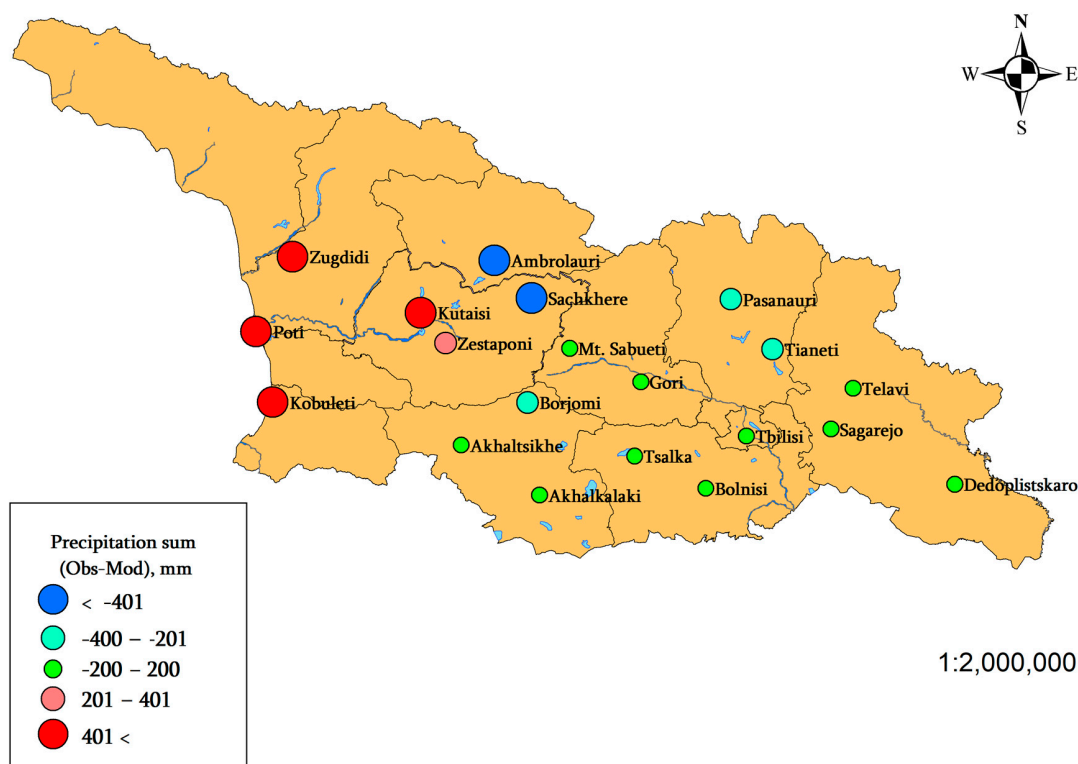 N
W E
S
Zugdidi
Ambrolauri
Sachkhere
Pasanauri
Kutaisi
Poti
Zestaponi
Mt. Sabueti
Tianeti
Gori
Telavi
Kobuleti
Borjomi
Sagarejo
Tbilisi
Akhaltsikhe
Tsalka
Dedoplistskaro
Bolnisi
Akhalkalaki
Precipitation sum
(Obs-Mod), mm
< -401
-400 – -201
-200 – 200
201 – 401
401 <
1:2,000,000